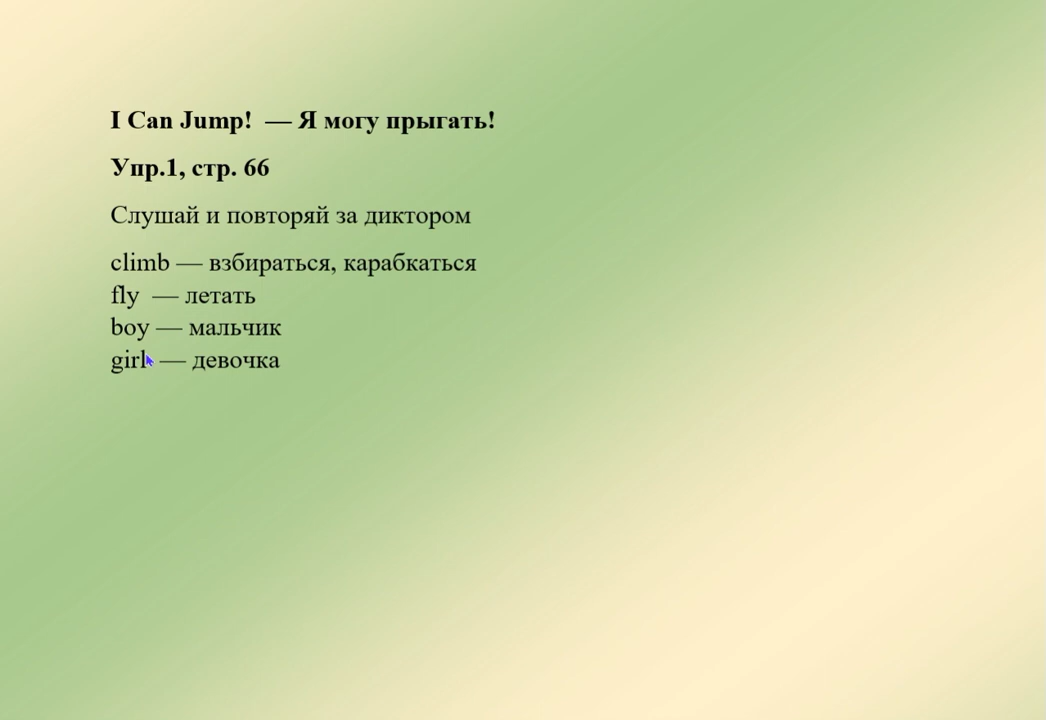 I Can Jump!  — Я могу прыгать!
Упр.1, стр. 66
Слушай и повторяй за диктором
climb — взбираться, карабкаться
fly  — летать
boy — мальчик
girl — девочка